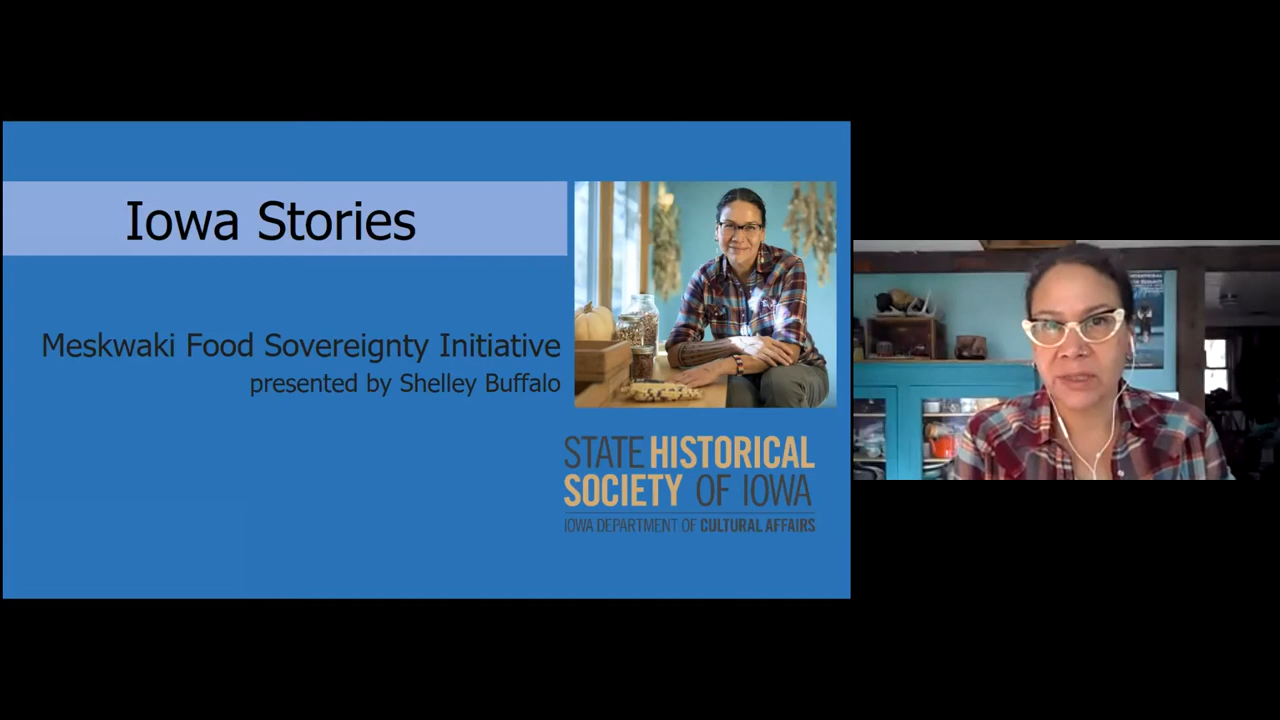 Iowa Stories
Meskwaki Food Sovereignty Initiative
presented by Shelley Buffalo
STATE HISTORICAL
SOCIETY OF IOWA
IOWA DEPARTMENT OF CULTURAL AFFAIRS